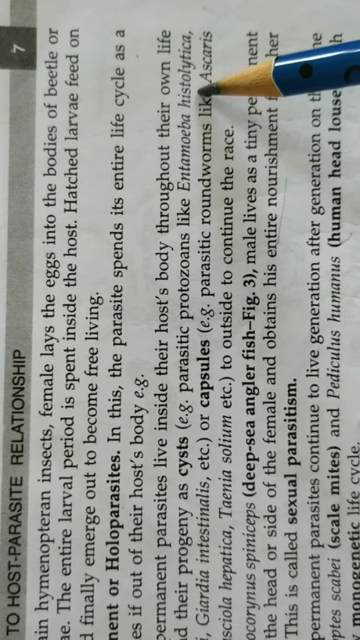 TO HOST-PARASITE RELATIONSHIP 7
ain hymenopteran insects, female lays the eggs into the bodies of beetle or
ae. The entire larval period is spent inside the host. Hatched larvae feed on
d finally emerge out to become free living.
nent or Holoparasites. In this, the parasite spends its entire life cycle as a
es if out of their host's body e.g.
permanent parasites live inside their host's body throughout their own life
d their progeny as cysts (e.g. parasitic protozoans like Entamoeba histolytica,
Giardia intestinalis, etc.) or capsules (e.g. parasitic roundworms lik Ascaris
sciola hepatica, Taenia solium etc.) to outside to continue the race.
ocorynus spiniceps (deep-sea angler fish–Fig. 3), male lives as a tiny pe nent
the head or side of the female and obtains his entire nourishment f her
This is called sexual parasitism.
permanent parasites continue to live generation after generation on th he
ptes scabei (scale mites) and Pediculus humanus (human head louse h
nogenetic life cycle.